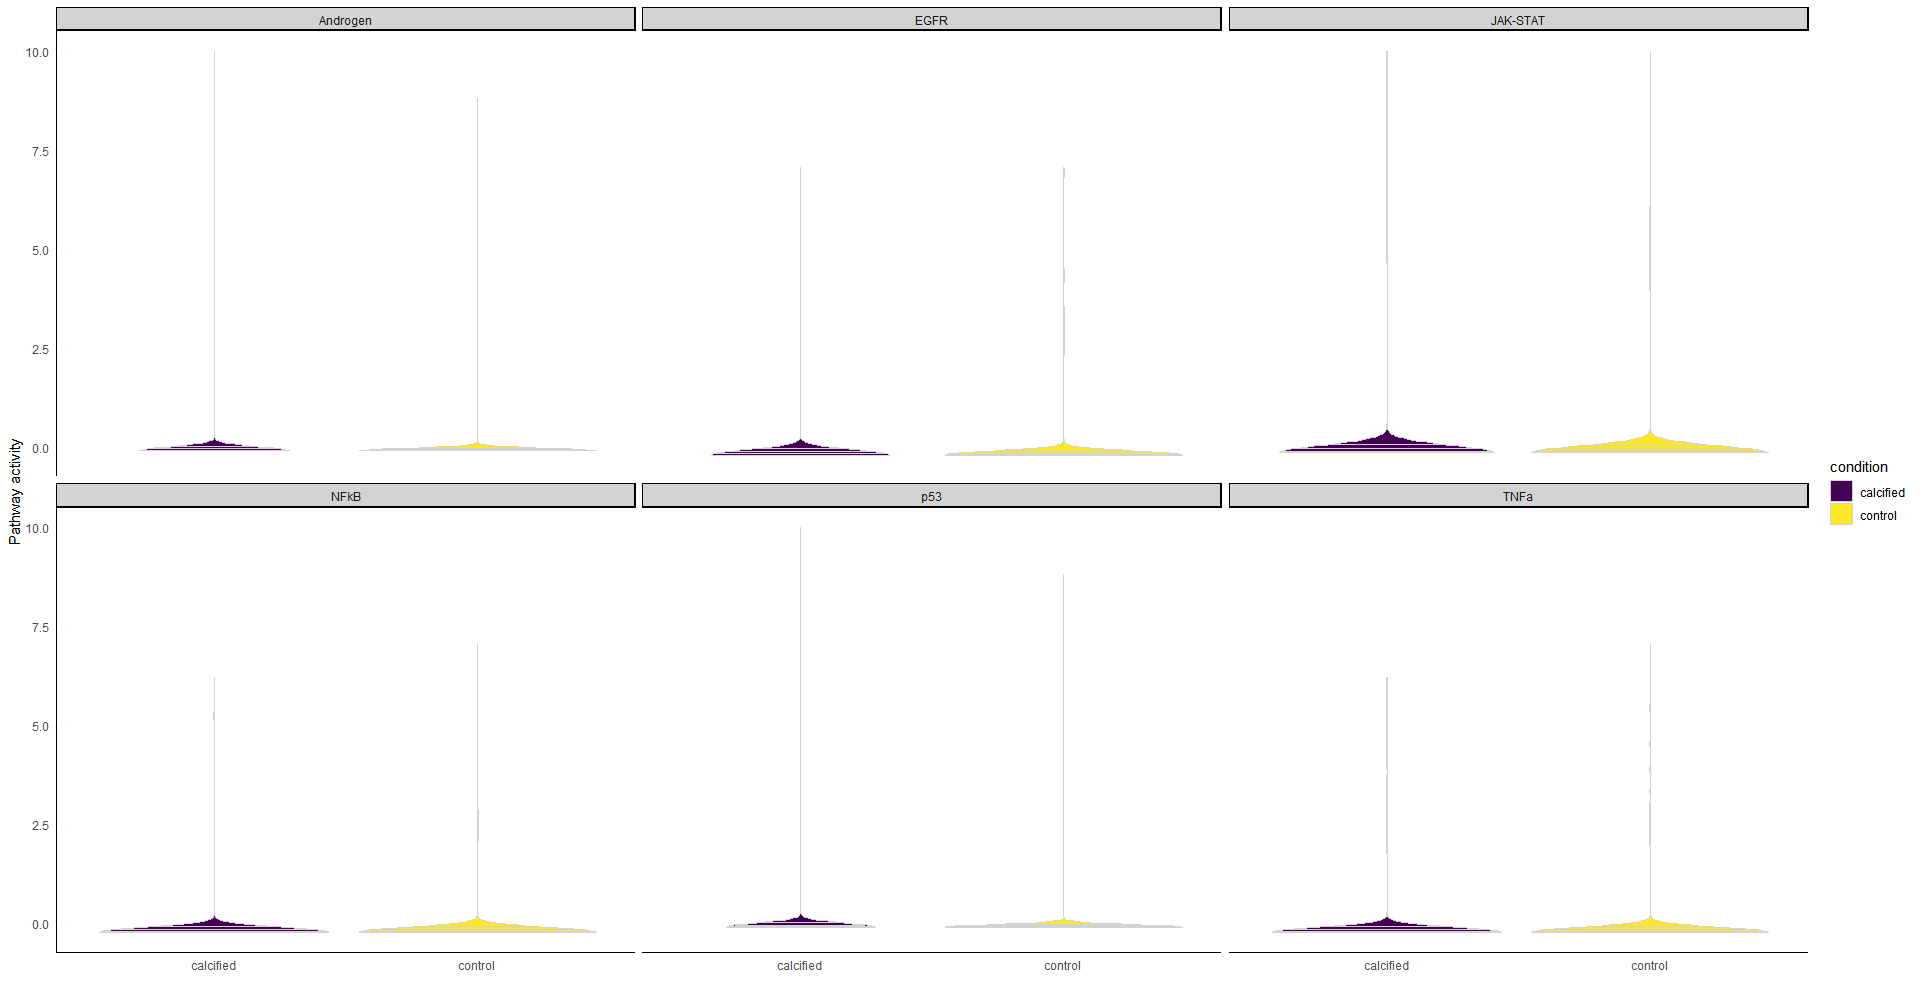 Androgen
EGFR
JAK-STAT
10.0
7.5
5.0
2.5
0.0
NFkB
p53
TNFa
10.0
7.5
5.0
2.5
0.0
calcified
control
calcified
control
calcified
control
Pathway activity
condition
calcified
control